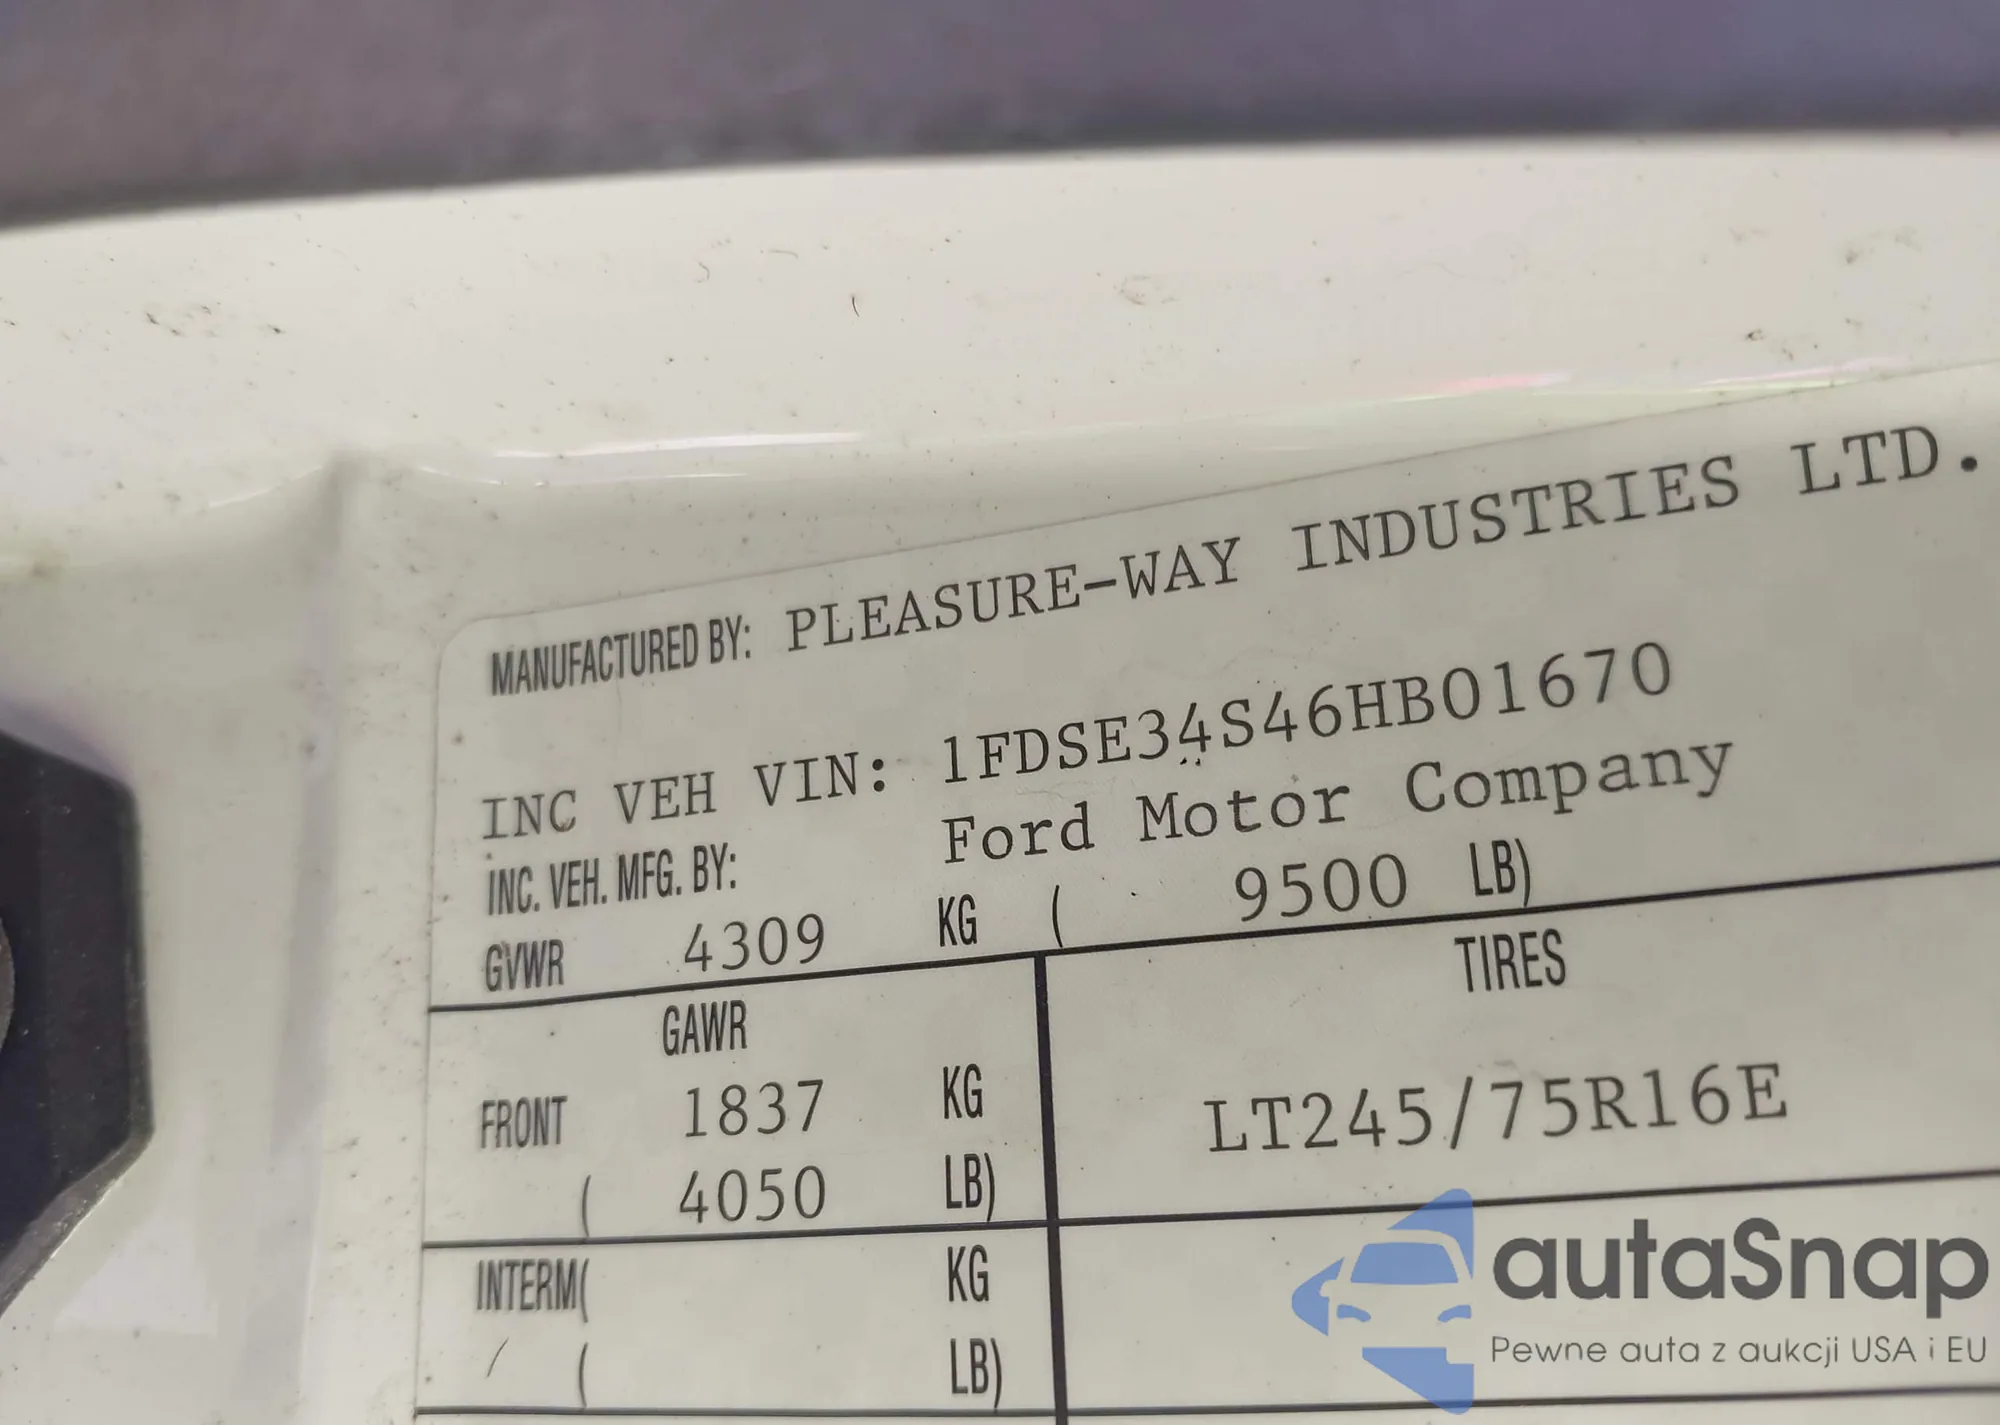 MANUFACTURED BY: PLEASURE-WAY INDUSTRIES LTD.
INC VEH VIN: 1FDSE34S46HB01670
INC. VEH. MFG. BY: Ford Motor Company
GVWR 4309 KG ( 9500 LB)
GAWR TIRES
FRONT 1837 KG LT245/75R16E
( 4050 LB)
INTERM( KG
( LB)
autaSnap
Pewne auta z aukcji USA i EU